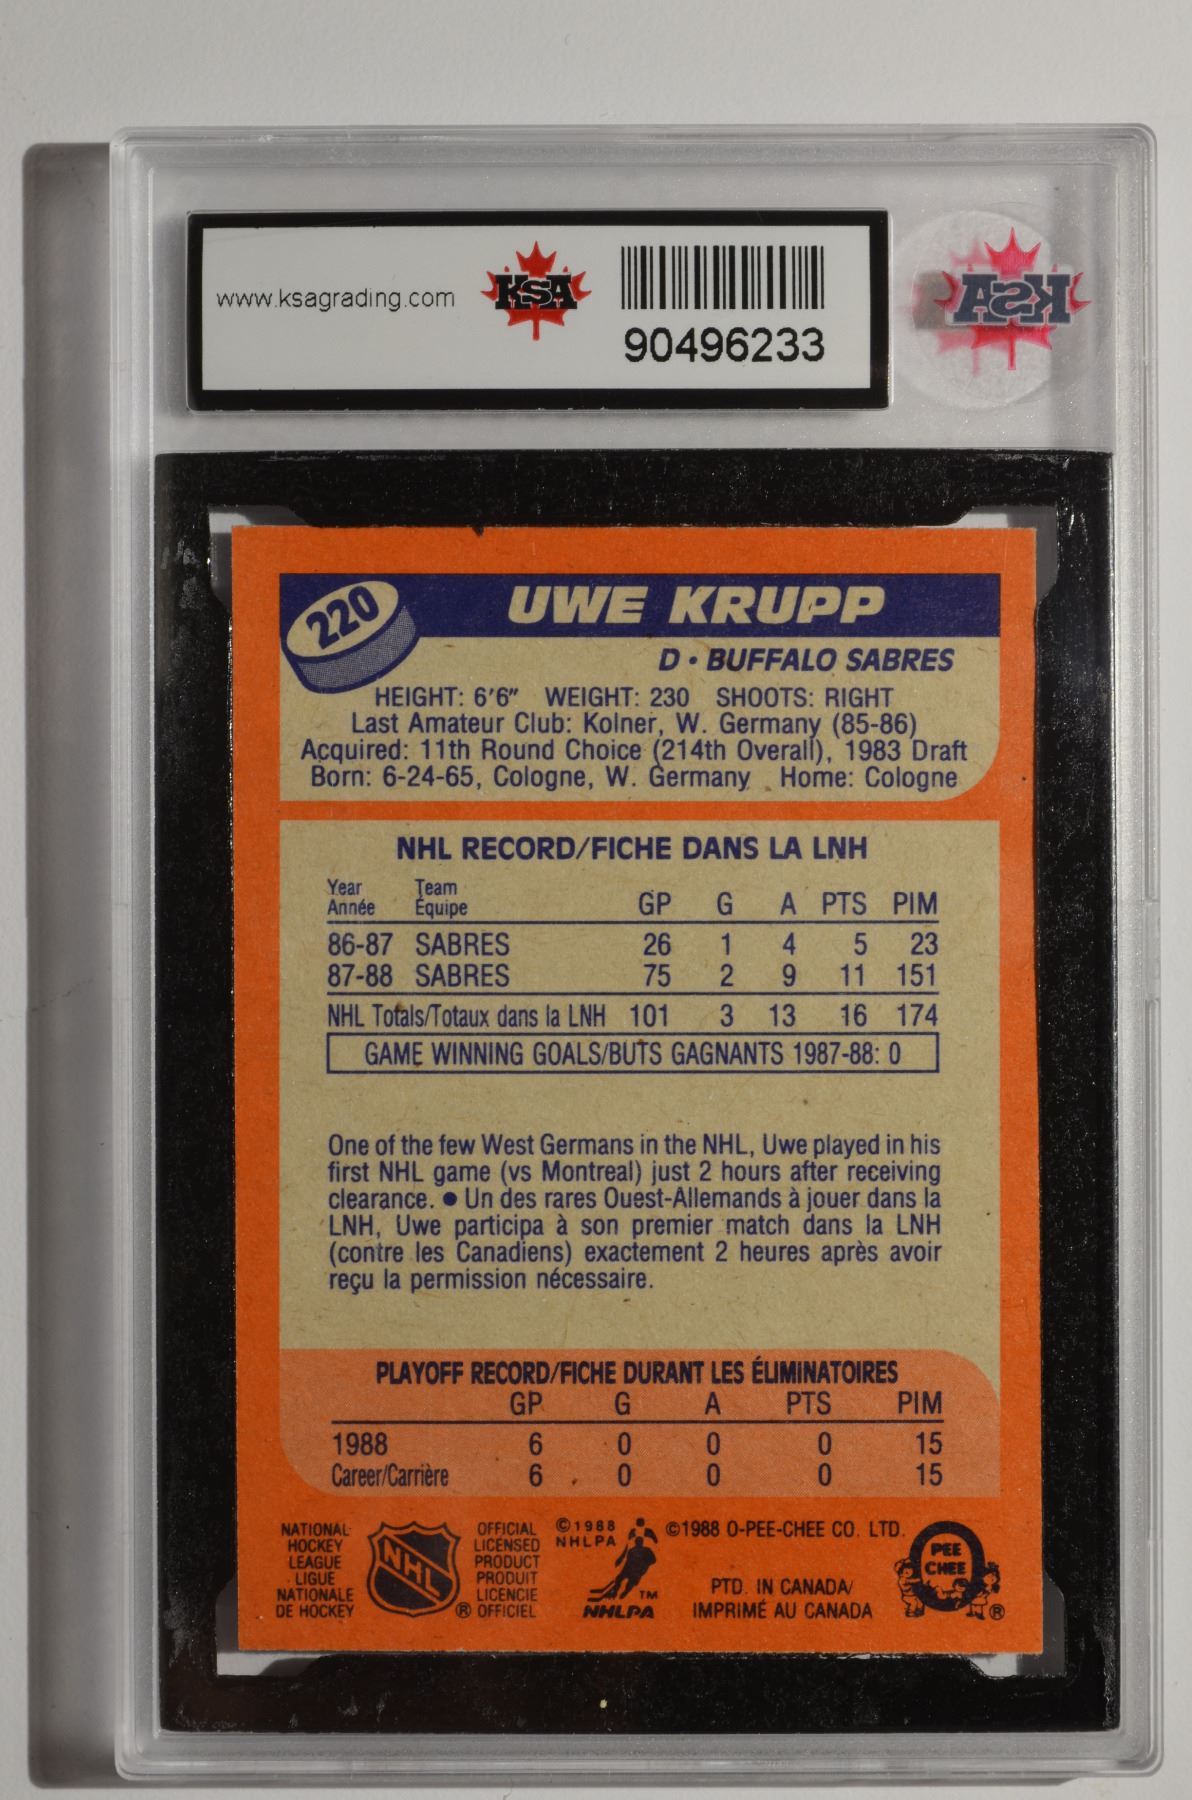 www.ksagrading.com
KSA
90496233
KSA
220
UWE KRUPP
D • BUFFALO SABRES
HEIGHT: 6'6" WEIGHT: 230 SHOOTS: RIGHT
Last Amateur Club: Kolner, W. Germany (85-86)
Acquired: 11th Round Choice (214th Overall), 1983 Draft
Born: 6-24-65, Cologne, W. Germany Home: Cologne
NHL RECORD/FICHE DANS LA LNH
Year Team
Année Équipe GP G A PTS PIM
86-87 SABRES 26 1 4 5 23
87-88 SABRES 75 2 9 11 151
NHL Totals/Totaux dans la LNH 101 3 13 16 174
GAME WINNING GOALS/BUTS GAGNANTS 1987-88: 0
One of the few West Germans in the NHL, Uwe played in his
first NHL game (vs Montreal) just 2 hours after receiving
clearance. ● Un des rares Ouest-Allemands à jouer dans la
LNH, Uwe participa à son premier match dans la LNH
(contre les Canadiens) exactement 2 heures après avoir
reçu la permission nécessaire.
PLAYOFF RECORD/FICHE DURANT LES ÉLIMINATOIRES
GP G A PTS PIM
1988 6 0 0 0 15
Career/Carrière 6 0 0 0 15
NATIONAL
HOCKEY
LEAGUE
LIGUE
NATIONALE
DE HOCKEY
NHL
®
OFFICIAL
LICENSED
PRODUCT
PRODUIT
LICENCIE
OFFICIEL
©1988
NHLPA
TM
NHLPA
©1988 O-PEE-CHEE CO. LTD.
PTD. IN CANADA/
IMPRIMÉ AU CANADA
PEE
CHEE
®